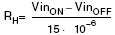 R_H = (Vin_ON − Vin_OFF) / (15 · 10^-6)